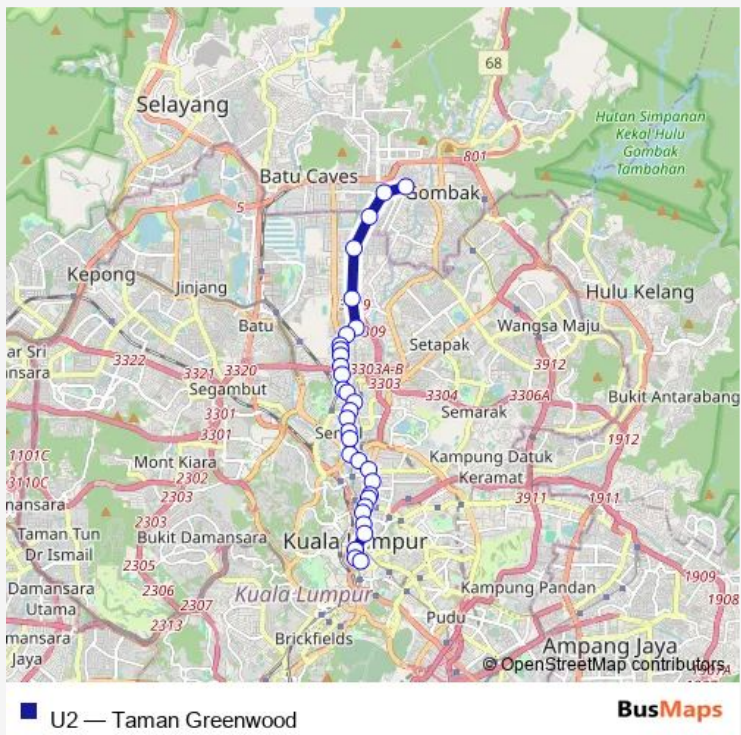 68
Selayang
Hutan Simpanan
Kekal Hulu
Gombak
Tambahan
801
Batu Caves
Gombak
5
Kepong
Jinjang
Hulu Kelang
Batu
309
Wangsa Maju
Setapak
ar Sri
nsara
3322
3321
3320
3303A-B
3303
3912
Segambut
3304
3306A
Bukit Antarabang
Semarak
3301
3301
1912
1101C
3110C
Mont Kiara
2302
Kampung Datuk
Keramat
nansara
3911
1911
2303
Taman Tun
Dr Ismail
2303
Bukit Damansara
2305
1909
Damansara
Utama
2306
2307
2313
Kuala Lumpur
Kampung Pandan
1908
Pudu
mansara
Jaya
Brickfields
Ampang Jaya
© OpenStreetMap contributors
U2 — Taman Greenwood
BusMaps